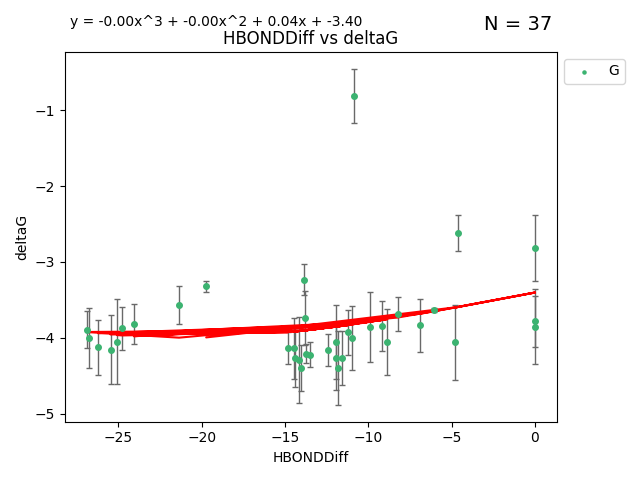 y = -0.00x^3 + -0.00x^2 + 0.04x + -3.40
N = 37
HBONDDiff vs deltaG
G
deltaG
−1
−2
−3
−4
−5
−25
−20
−15
−10
−5
0
HBONDDiff